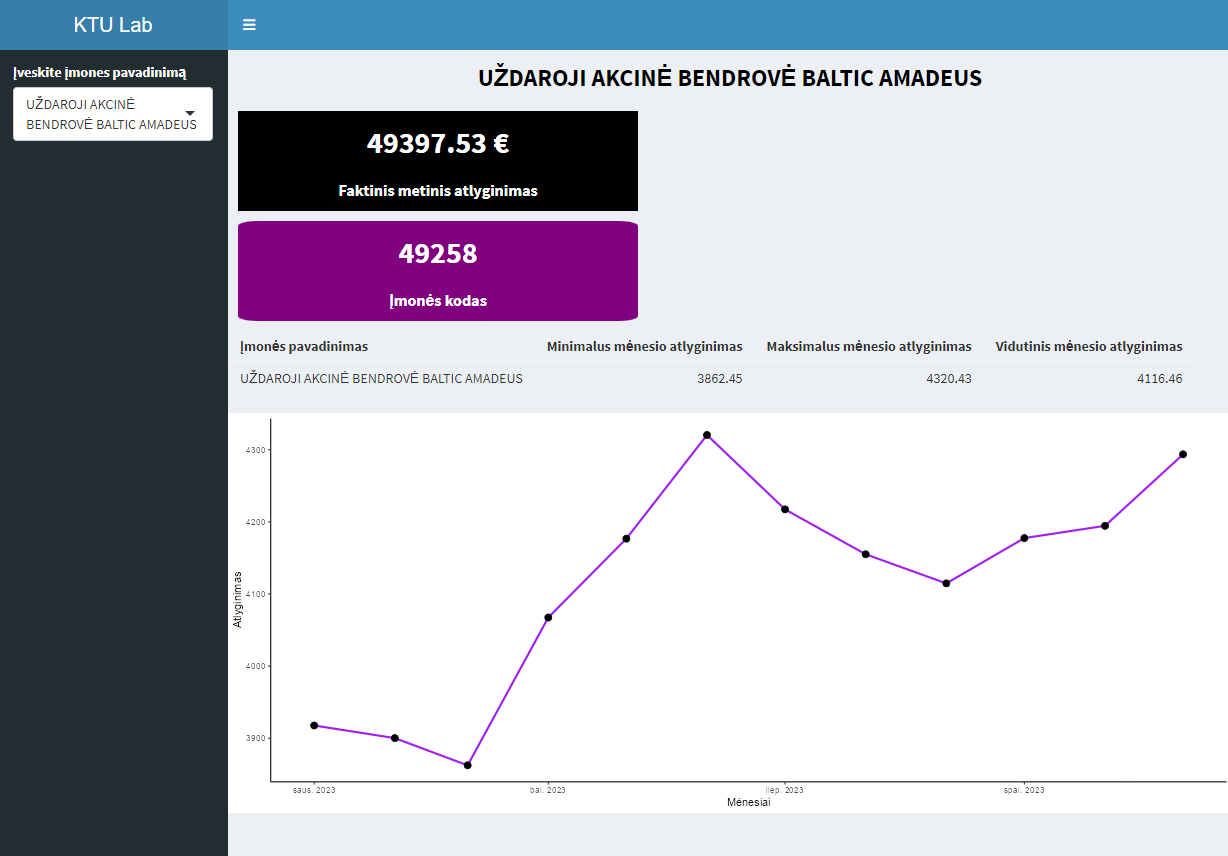 KTU Lab
Įveskite įmones pavadinimą
UŽDAROJI AKCINĖ
BENDROVĖ BALTIC AMADEUS
UŽDAROJI AKCINĖ BENDROVĖ BALTIC AMADEUS
49397.53 €
Faktinis metinis atlyginimas
49258
Įmonės kodas
Įmonės pavadinimas Minimalus mėnesio atlyginimas Maksimalus mėnesio atlyginimas Vidutinis mėnesio atlyginimas
UŽDAROJI AKCINĖ BENDROVĖ BALTIC AMADEUS 3862.45 4320.43 4116.46
4300
4200
4100
4000
3900
Atlyginimas
saus. 2023 bal. 2023 liep. 2023 spal. 2023
Mėnesiai